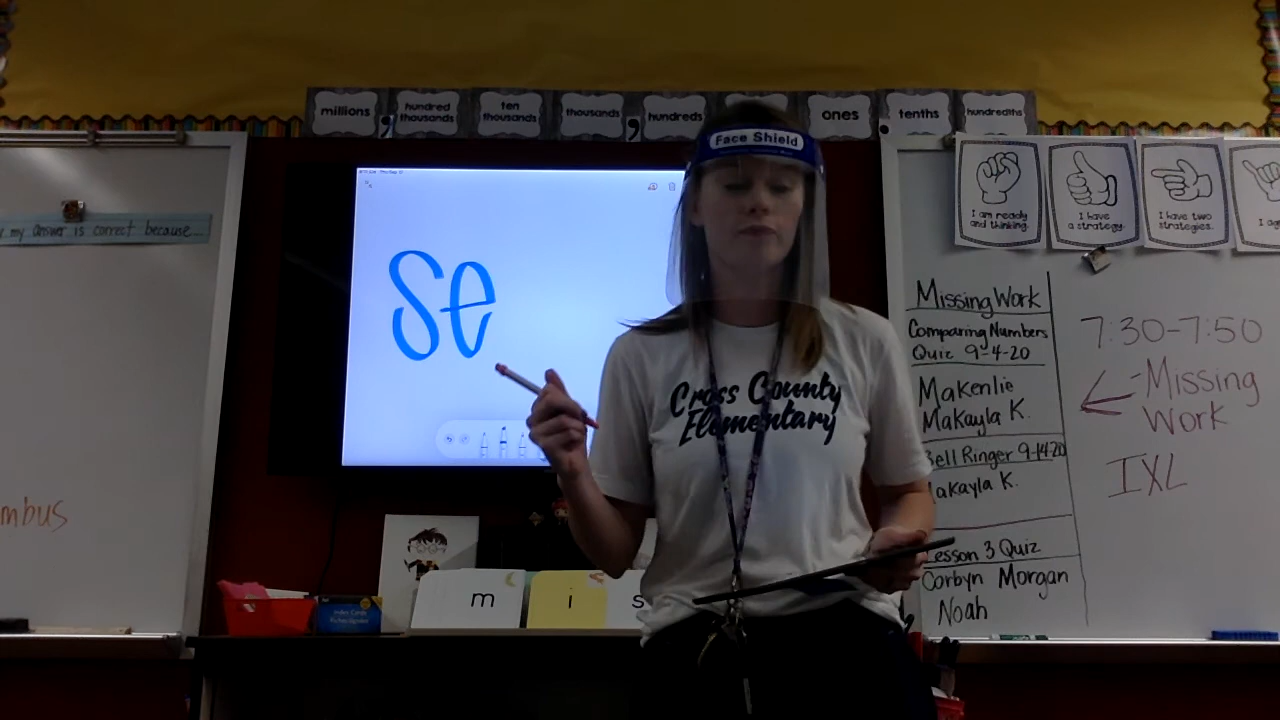 millions
hundred
thousands
ten
thousands
thousands
hundreds
ones
tenths
hundredths
Face Shield
my answer is correct because...
I am ready
and thinking.
I have
a strategy.
I have two
strategies.
se
Cross County
Elementary
Missing Work
Comparing Numbers
Quiz 9-4-20
Makenlie
Makayla K.
Bell Ringer 9-14-20
Makayla K.
Lesson 3 Quiz
Corbyn Morgan
Noah
7:30-7:50
-Missing
Work
IXL
mbus
Index Cards
m
i
s